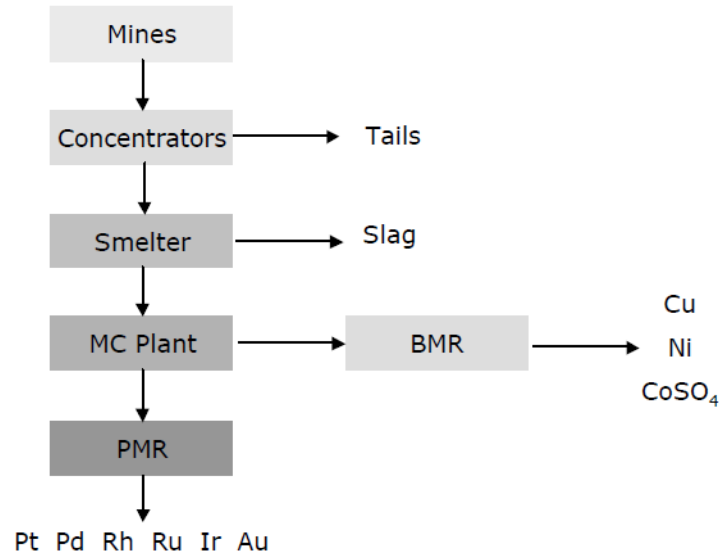 Mines
Concentrators
Tails
Smelter
Slag
MC Plant
BMR
Cu
Ni
CoSO₄
PMR
Pt Pd Rh Ru Ir Au